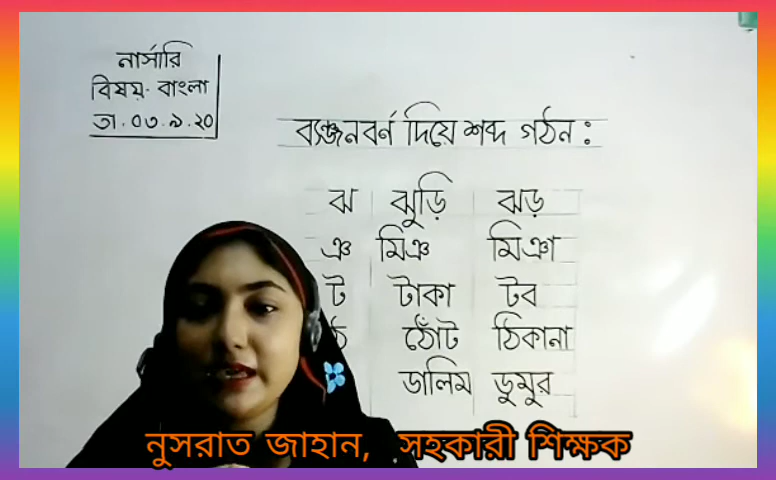 নার্সারি
বিষয়- বাংলা
তা. ০৩.৯.২০
ব্যঞ্জনবর্ণ দিয়ে শব্দ গঠন :
ঝ ঝুড়ি ঝড়
ঞ মিঞ মিঞা
ট টাকা টব
ঠ ঠোঁট ঠিকানা
ডালিম ডুমুর
নুসরাত জাহান, সহকারী শিক্ষক